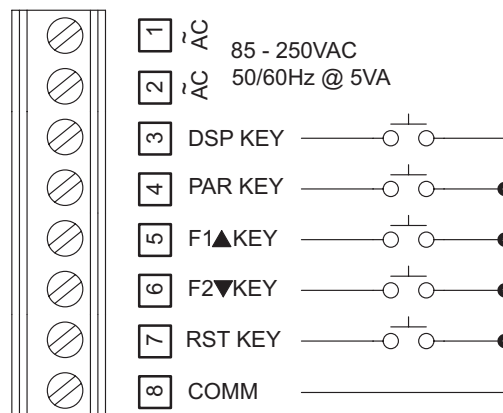 1 ~AC
85 - 250VAC
2 ~AC
50/60Hz @ 5VA
3 DSP KEY
4 PAR KEY
5 F1▲KEY
6 F2▼KEY
7 RST KEY
8 COMM